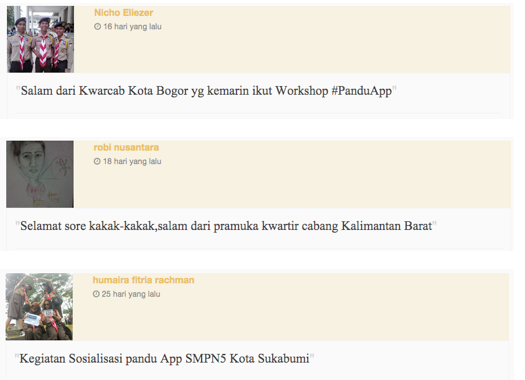 Nicho Eliezer
16 hari yang lalu
"Salam dari Kwarcab Kota Bogor yg kemarin ikut Workshop #PanduApp"
robi nusantara
18 hari yang lalu
"Selamat sore kakak-kakak,salam dari pramuka kwartir cabang Kalimantan Barat"
humaira fitria rachman
25 hari yang lalu
"Kegiatan Sosialisasi pandu App SMPN5 Kota Sukabumi"